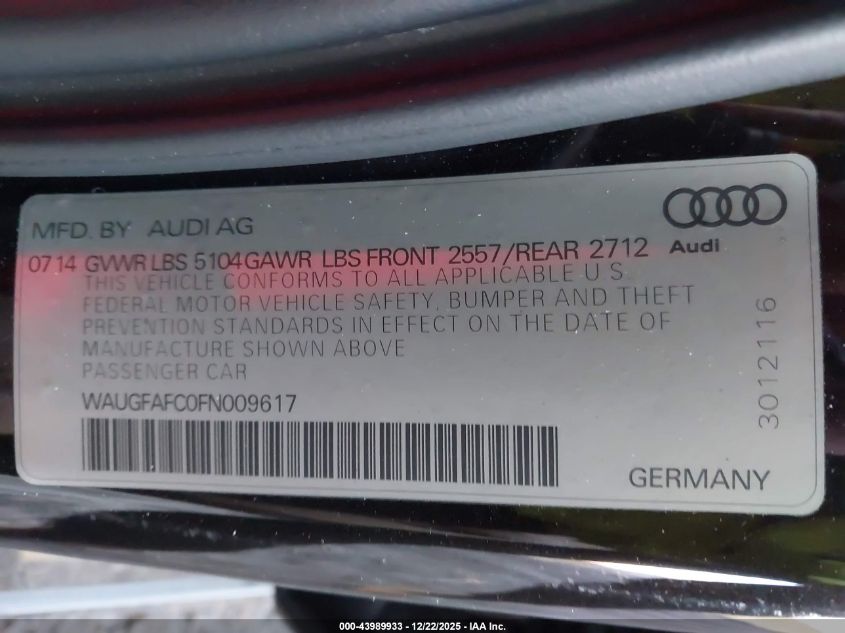 MFD. BY AUDI AG
Audi
0714 GVWR LBS 5104 GAWR LBS FRONT 2557/REAR 2712
THIS VEHICLE CONFORMS TO ALL APPLICABLE U S
FEDERAL MOTOR VEHICLE SAFETY, BUMPER AND THEFT
PREVENTION STANDARDS IN EFFECT ON THE DATE OF
MANUFACTURE SHOWN ABOVE
PASSENGER CAR
WAUGFAFC0FN009617
3012116
GERMANY
000-43989933 - 12/22/2025 - IAA Inc.